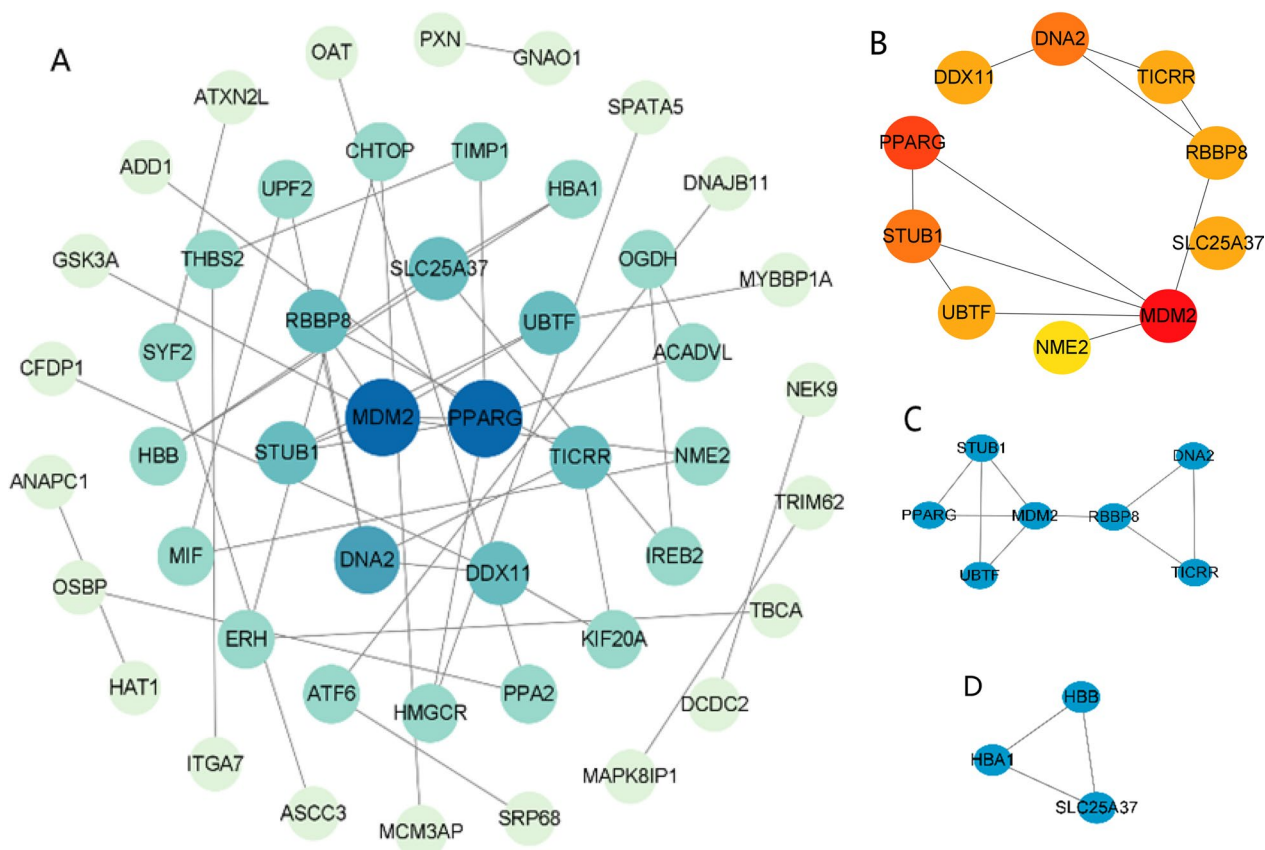 A
OAT
PXN
GNAO1
ATXN2L
SPATA5
ADD1
CHTOP
TIMP1
UPF2
HBA1
DNAJB11
GSK3A
THBS2
SLC25A37
OGDH
MYBBP1A
RBBP8
UBTF
CFDP1
SYF2
ACADVL
NEK9
MDM2
PPARG
HBB
STUB1
TICRR
NME2
ANAPC1
TRIM62
MIF
DNA2
DDX11
IREB2
OSBP
TBCA
ERH
KIF20A
HAT1
ATF6
HMGCR
PPA2
DCDC2
ITGA7
MAPK8IP1
ASCC3
MCM3AP
SRP68
B
DNA2
DDX11
TICRR
PPARG
RBBP8
STUB1
SLC25A37
UBTF
MDM2
NME2
C
STUB1
DNA2
PPARG
MDM2
RBBP8
UBTF
TICRR
D
HBB
HBA1
SLC25A37